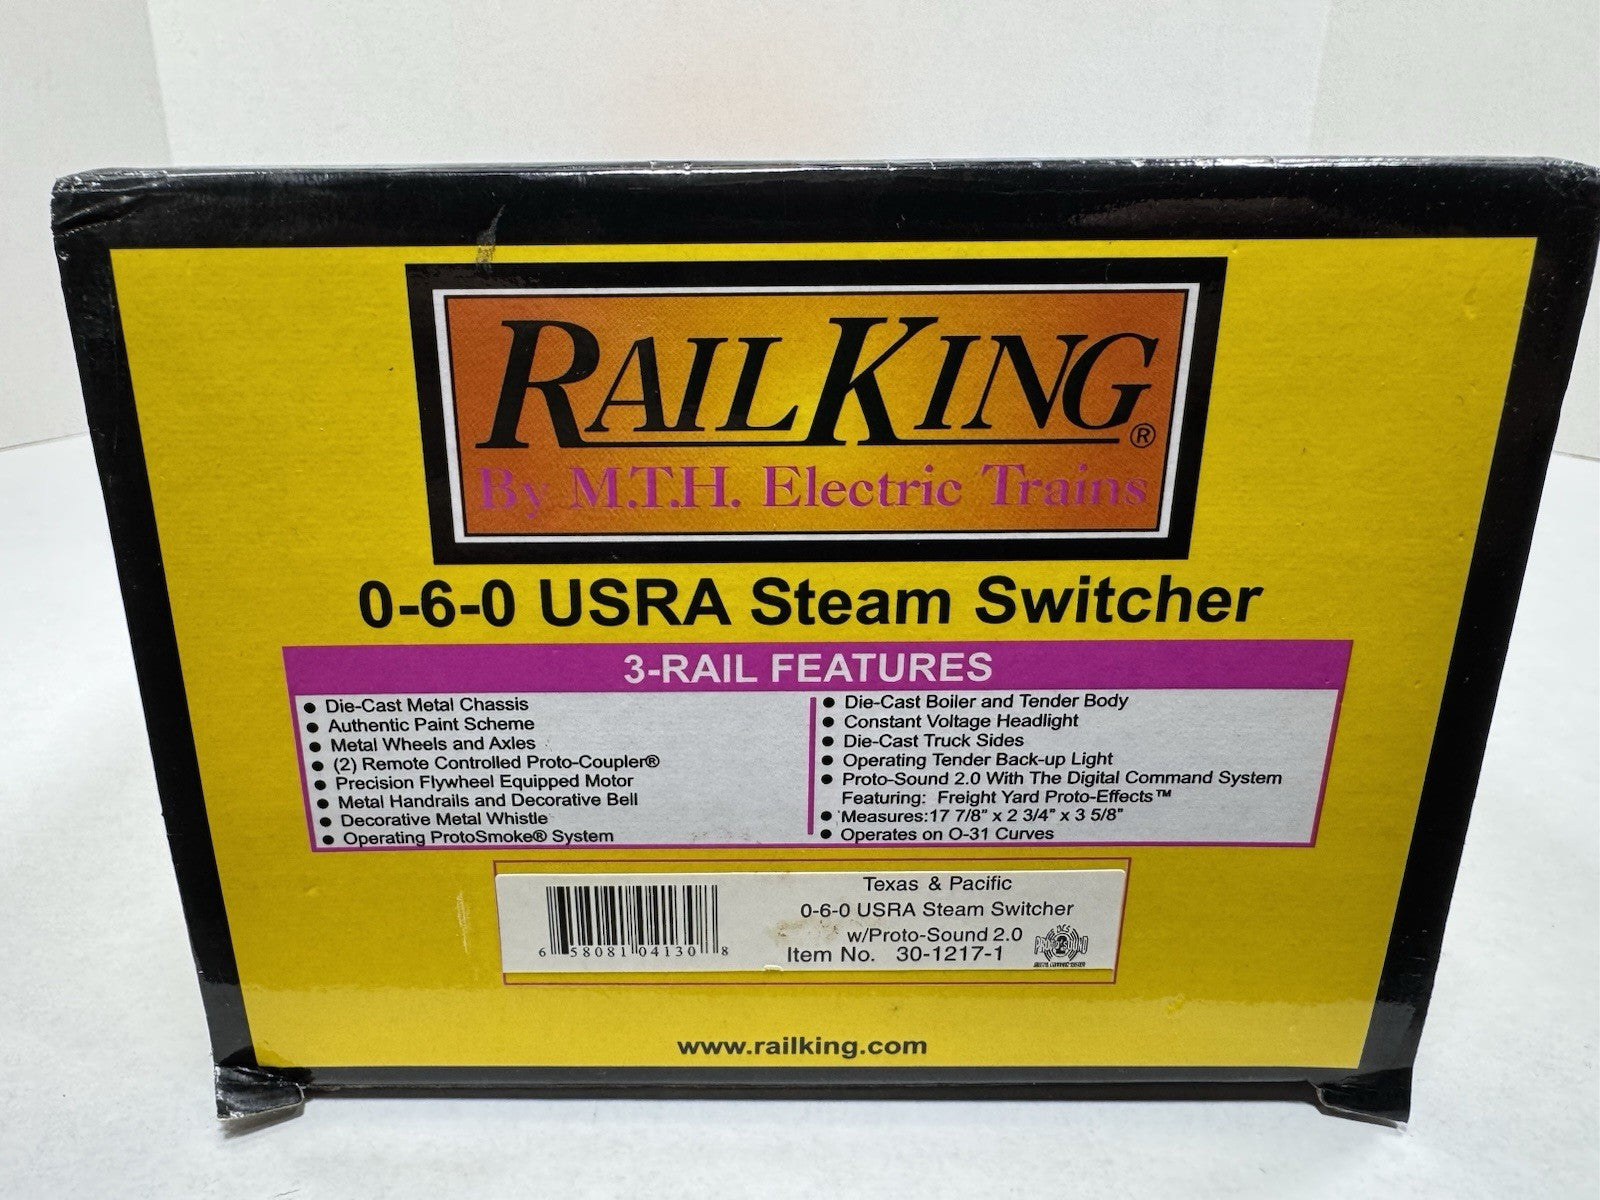 RAILKING®
By M.T.H. Electric Trains
0-6-0 USRA Steam Switcher
3-RAIL FEATURES
● Die-Cast Metal Chassis
● Authentic Paint Scheme
● Metal Wheels and Axles
● (2) Remote Controlled Proto-Coupler®
● Precision Flywheel Equipped Motor
● Metal Handrails and Decorative Bell
● Decorative Metal Whistle
● Operating ProtoSmoke® System
● Die-Cast Boiler and Tender Body
● Constant Voltage Headlight
● Die-Cast Truck Sides
● Operating Tender Back-up Light
● Proto-Sound 2.0 With The Digital Command System
Featuring: Freight Yard Proto-Effects™
● Measures:17 7/8" x 2 3/4" x 3 5/8"
● Operates on O-31 Curves
Texas & Pacific
0-6-0 USRA Steam Switcher
w/Proto-Sound 2.0
Item No. 30-1217-1
6 58081 04130 8
DCS
PROTO SOUND
2
www.railking.com